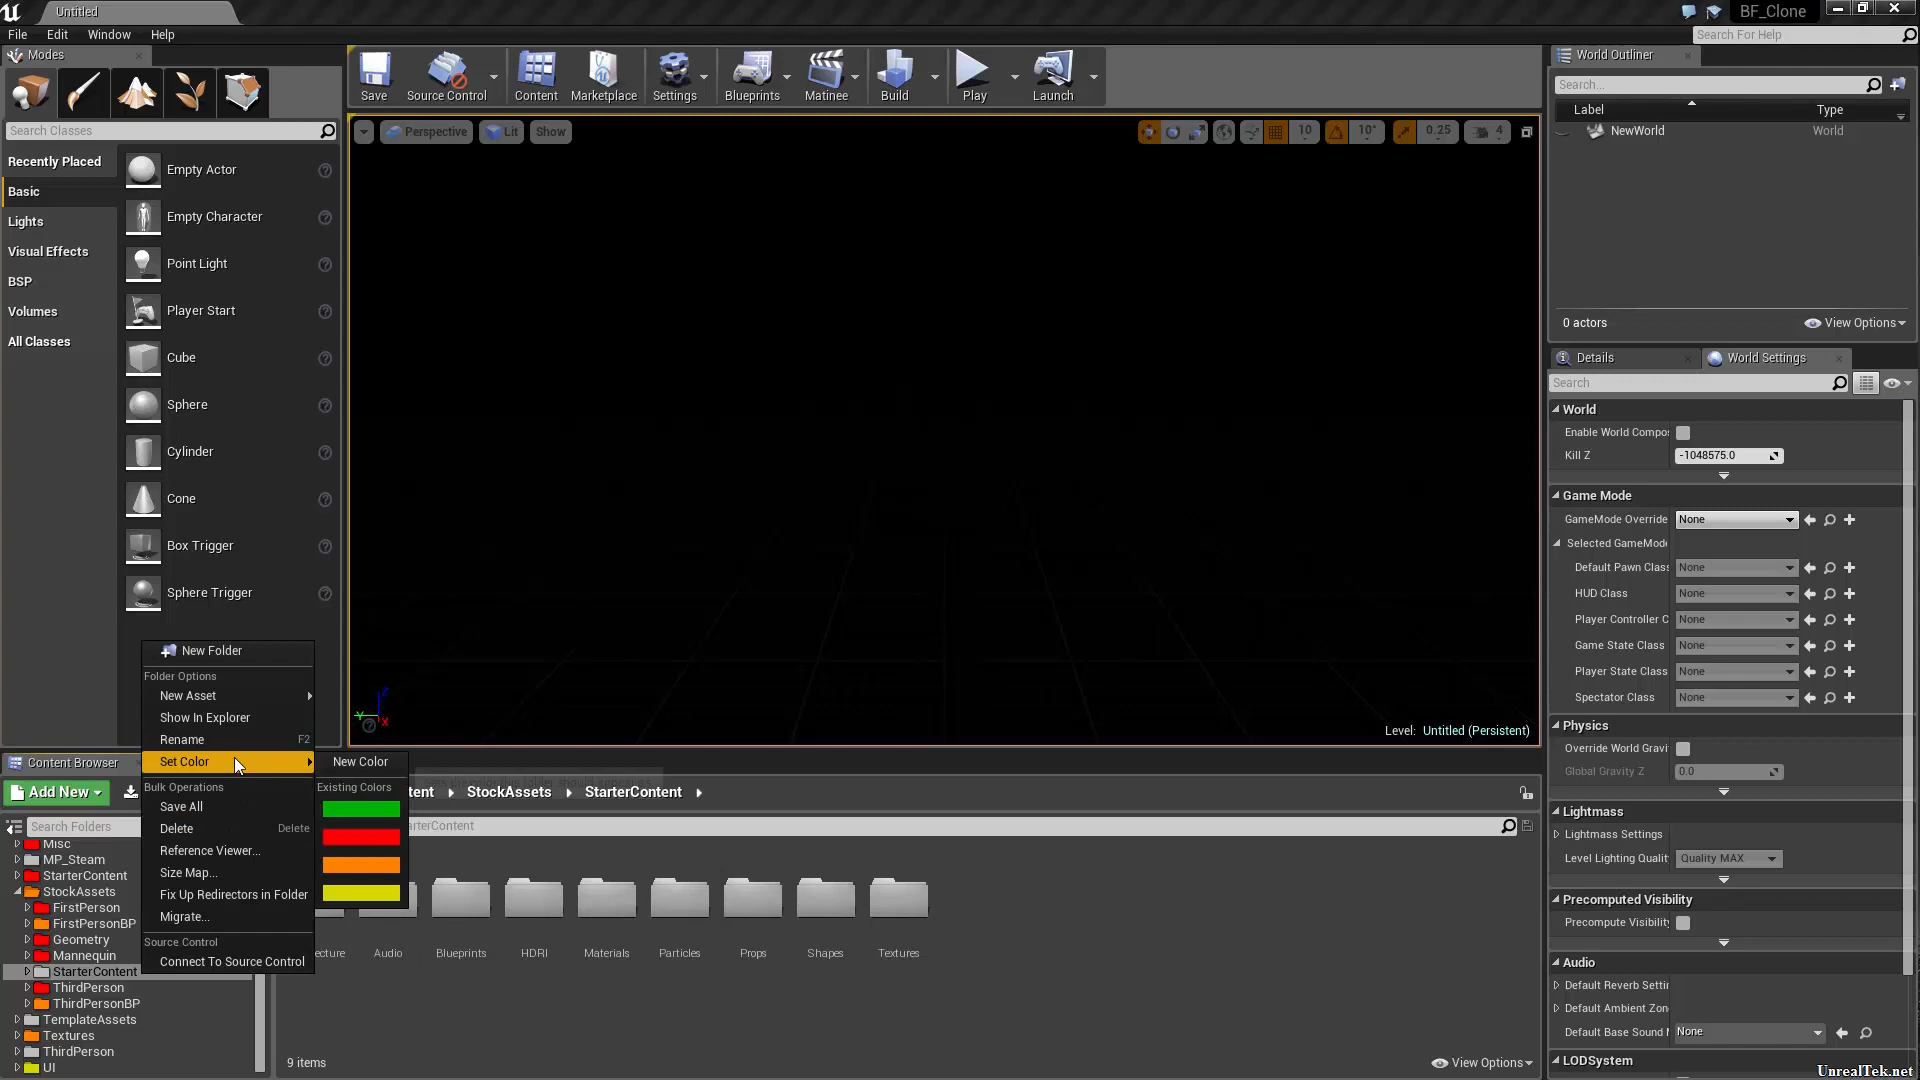 Untitled
BF_Clone
File
Edit
Window
Help
Search For Help
Modes
Search Classes
Recently Placed
Basic
Lights
Visual Effects
BSP
Volumes
All Classes
Empty Actor
Empty Character
Point Light
Player Start
Cube
Sphere
Cylinder
Cone
Box Trigger
Sphere Trigger
Save
Source Control
Content
Marketplace
Settings
Blueprints
Matinee
Build
Play
Launch
Perspective
Lit
Show
10
10°
0.25
4
Z
Y
X
Level: Untitled (Persistent)
World Outliner
Search...
Label
Type
NewWorld
World
0 actors
View Options
Details
World Settings
Search
World
Enable World Compos
Kill Z
-1048575.0
Game Mode
GameMode Override
None
Selected GameMode
Default Pawn Class
None
HUD Class
None
Player Controller C
None
Game State Class
None
Player State Class
None
Spectator Class
None
Physics
Override World Gravi
Global Gravity Z
0.0
Lightmass
Lightmass Settings
Level Lighting Qualit
Quality MAX
Precomputed Visibility
Precompute Visibility
Audio
Default Reverb Settin
Default Ambient Zon
Default Base Sound M
None
LODSystem
New Folder
Folder Options
New Asset
Show In Explorer
Rename
F2
Set Color
Bulk Operations
Save All
Delete
Delete
Reference Viewer...
Size Map...
Fix Up Redirectors in Folder
Migrate...
Source Control
Connect To Source Control
New Color
Existing Colors
Content Browser
Add New
tent
StockAssets
StarterContent
Search Folders
arterContent
Misc
MP_Steam
StarterContent
StockAssets
FirstPerson
FirstPersonBP
Geometry
Mannequin
StarterContent
ThirdPerson
ThirdPersonBP
TemplateAssets
Textures
ThirdPerson
UI
ecture
Audio
Blueprints
HDRI
Materials
Particles
Props
Shapes
Textures
9 items
View Options
UnrealTek.net